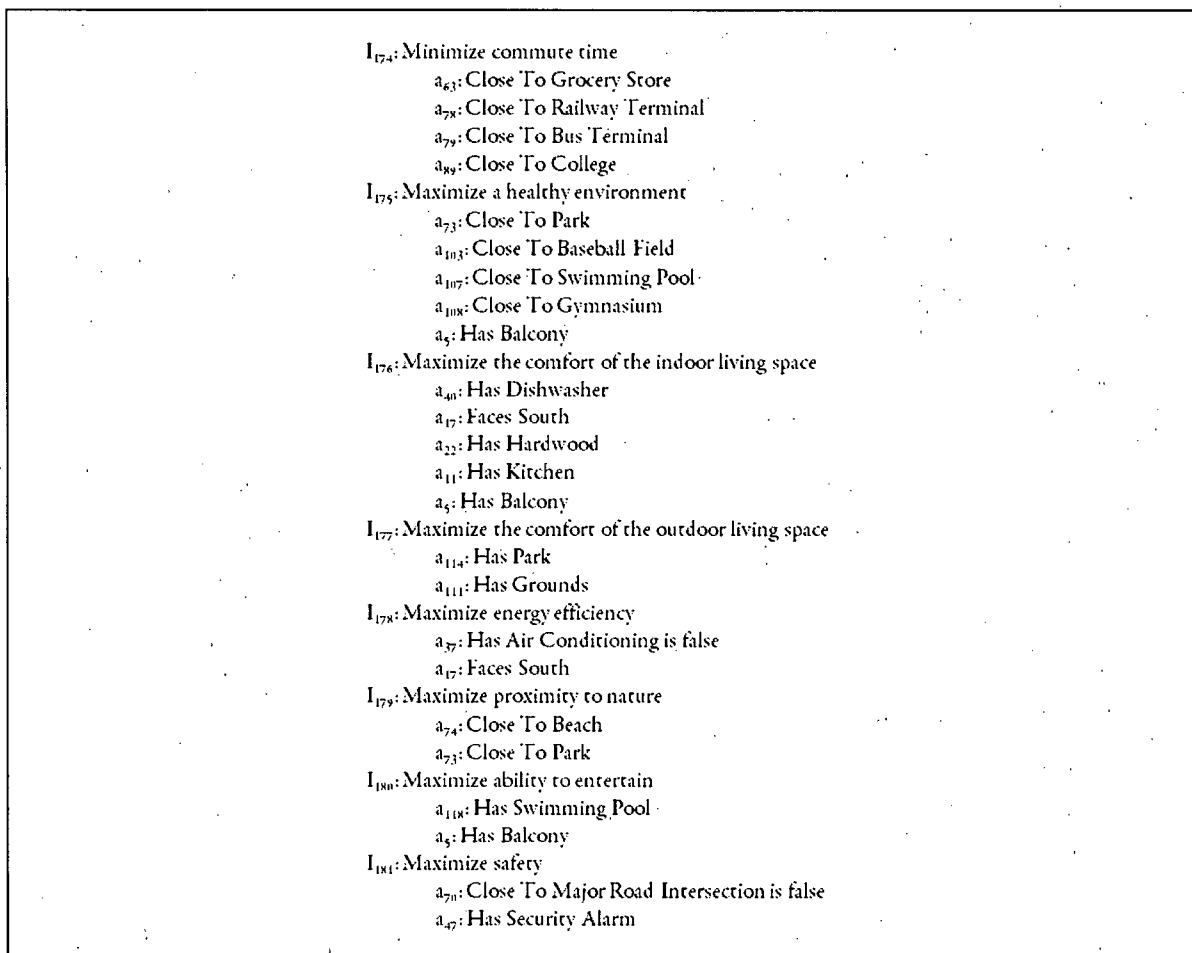 I₁₇₄: Minimize commute time
a₆₃: Close To Grocery Store
a₇₈: Close To Railway Terminal
a₇₉: Close To Bus Terminal
a₈₉: Close To College
I₁₇₅: Maximize a healthy environment
a₇₃: Close To Park
a₁₀₃: Close To Baseball Field
a₁₀₇: Close To Swimming Pool
a₁₀₈: Close To Gymnasium
a₅: Has Balcony
I₁₇₆: Maximize the comfort of the indoor living space
a₄₀: Has Dishwasher
a₁₇: Faces South
a₂₂: Has Hardwood
a₁₁: Has Kitchen
a₅: Has Balcony
I₁₇₇: Maximize the comfort of the outdoor living space
a₁₁₄: Has Park
a₁₁₁: Has Grounds
I₁₇₈: Maximize energy efficiency
a₃₇: Has Air Conditioning is false
a₁₇: Faces South
I₁₇₉: Maximize proximity to nature
a₇₄: Close To Beach
a₇₃: Close To Park
I₁₈₀: Maximize ability to entertain
a₁₁₈: Has Swimming Pool
a₅: Has Balcony
I₁₈₁: Maximize safety
a₇₀: Close To Major Road Intersection is false
a₄₇: Has Security Alarm